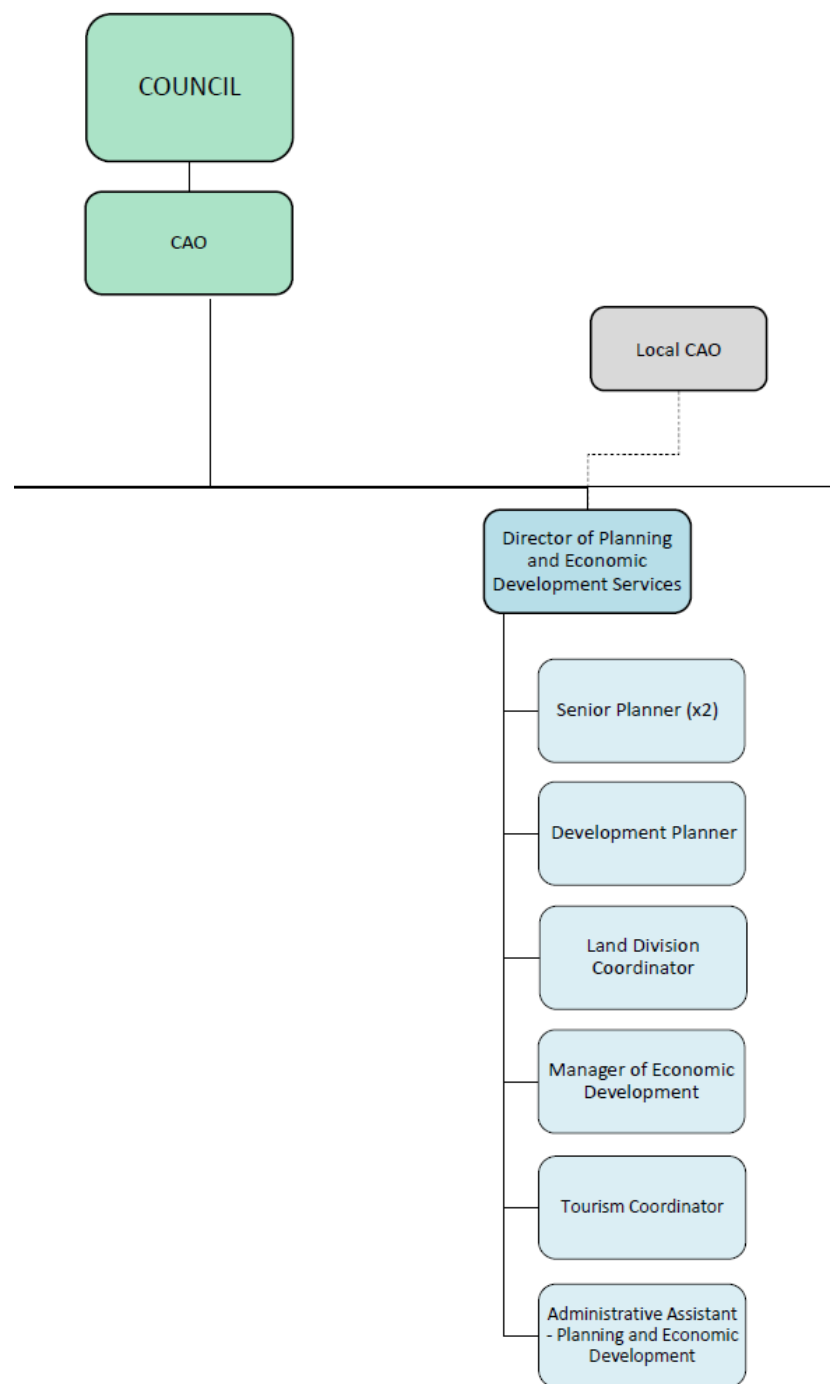 COUNCIL
CAO
Local CAO
Director of Planning
and Economic
Development Services
Senior Planner (x2)
Development Planner
Land Division
Coordinator
Manager of Economic
Development
Tourism Coordinator
Administrative Assistant
- Planning and Economic
Development